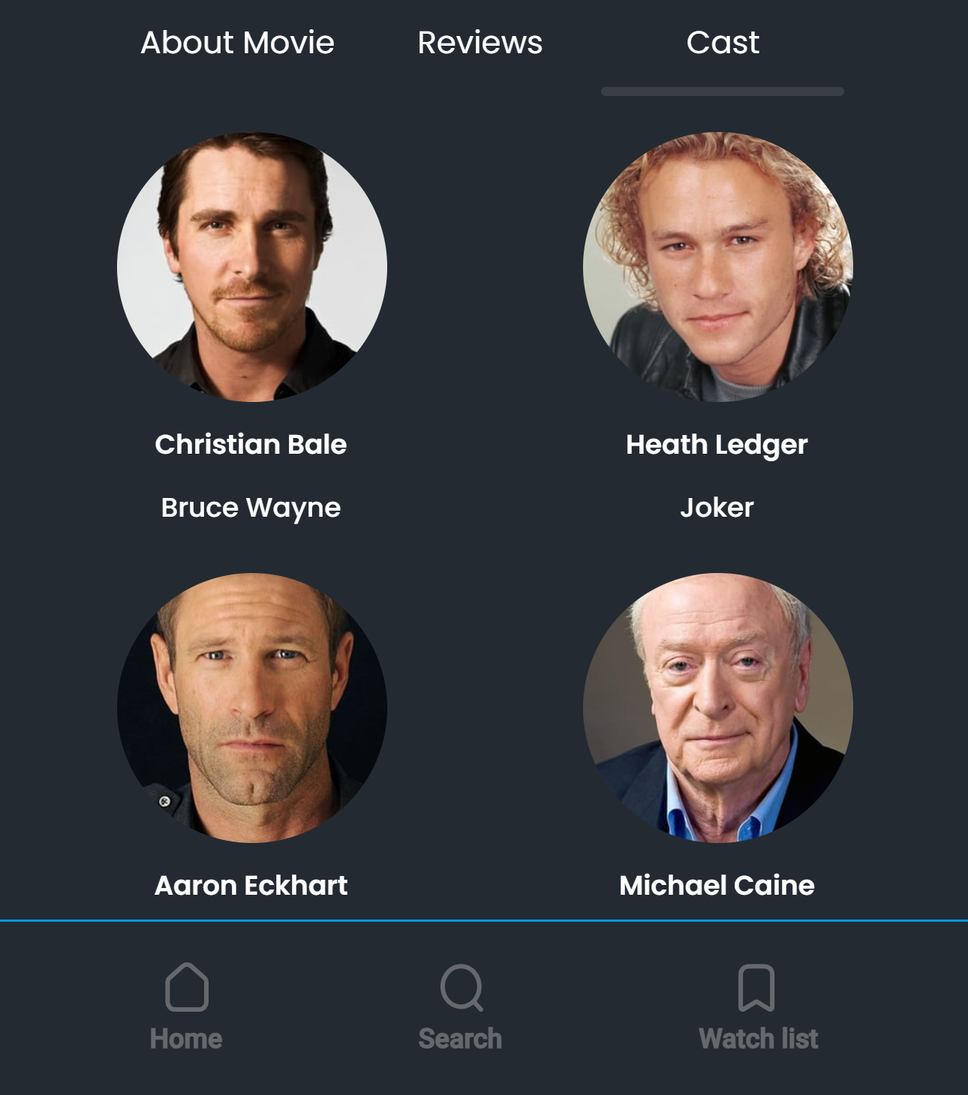 About Movie Reviews Cast
Christian Bale Heath Ledger
Bruce Wayne Joker
Aaron Eckhart Michael Caine
Home Search Watch list